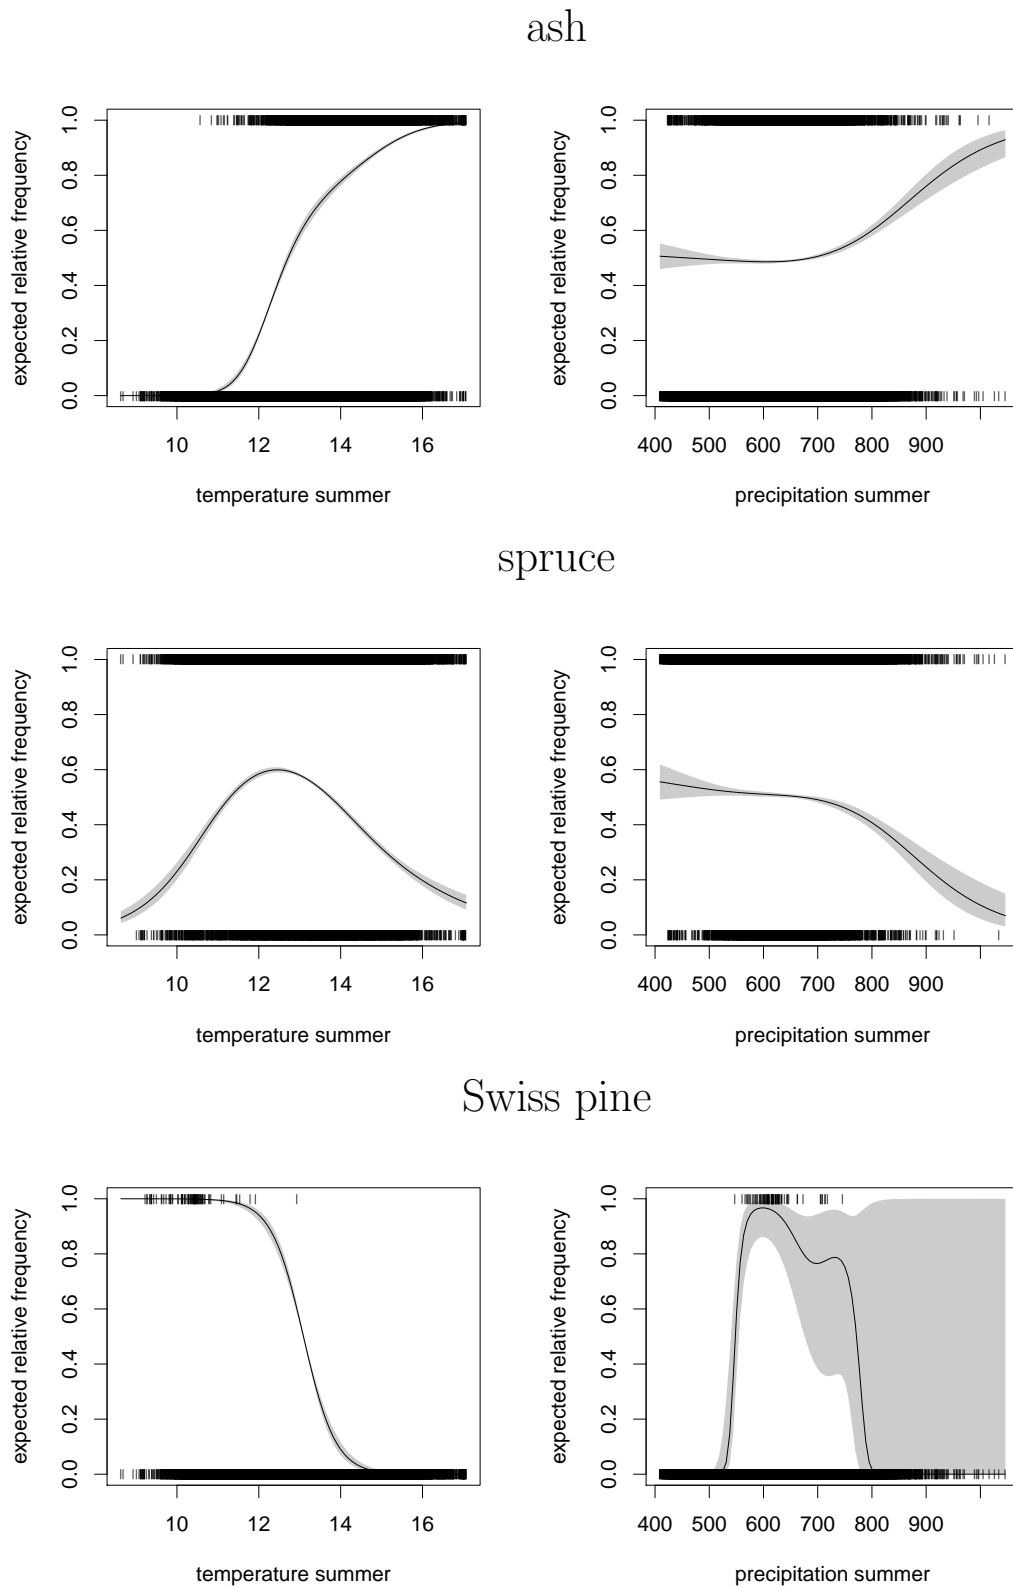 ash
expected relative frequency
0.0 0.2 0.4 0.6 0.8 1.0
10 12 14 16
temperature summer
expected relative frequency
0.0 0.2 0.4 0.6 0.8 1.0
400 500 600 700 800 900
precipitation summer
spruce
expected relative frequency
0.0 0.2 0.4 0.6 0.8 1.0
10 12 14 16
temperature summer
expected relative frequency
0.0 0.2 0.4 0.6 0.8 1.0
400 500 600 700 800 900
precipitation summer
Swiss pine
expected relative frequency
0.0 0.2 0.4 0.6 0.8 1.0
10 12 14 16
temperature summer
expected relative frequency
0.0 0.2 0.4 0.6 0.8 1.0
400 500 600 700 800 900
precipitation summer